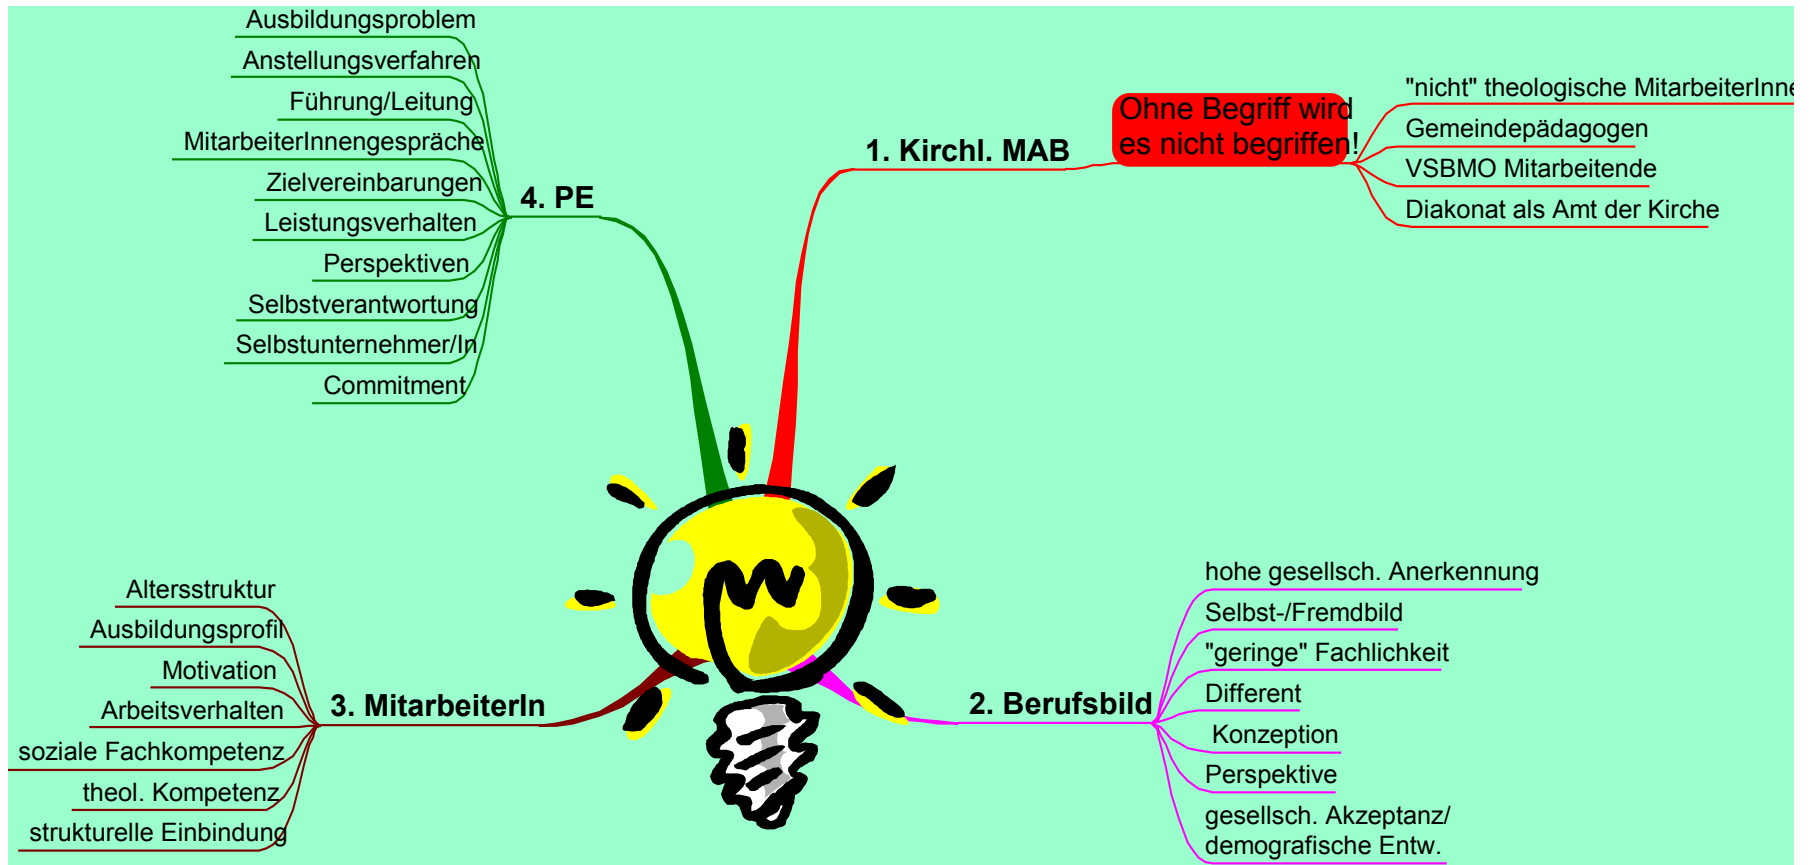 1. Kirchl. MAB
Ohne Begriff wird
es nicht begriffen!
"nicht" theologische MitarbeiterInne
Gemeindepädagogen
VSBMO Mitarbeitende
Diakonat als Amt der Kirche
2. Berufsbild
hohe gesellsch. Anerkennung
Selbst-/Fremdbild
"geringe" Fachlichkeit
Different
Konzeption
Perspektive
gesellsch. Akzeptanz/
demografische Entw.
3. MitarbeiterIn
Altersstruktur
Ausbildungsprofil
Motivation
Arbeitsverhalten
soziale Fachkompetenz
theol. Kompetenz
strukturelle Einbindung
4. PE
Ausbildungsproblem
Anstellungsverfahren
Führung/Leitung
MitarbeiterInnengespräche
Zielvereinbarungen
Leistungsverhalten
Perspektiven
Selbstverantwortung
Selbstunternehmer/In
Commitment